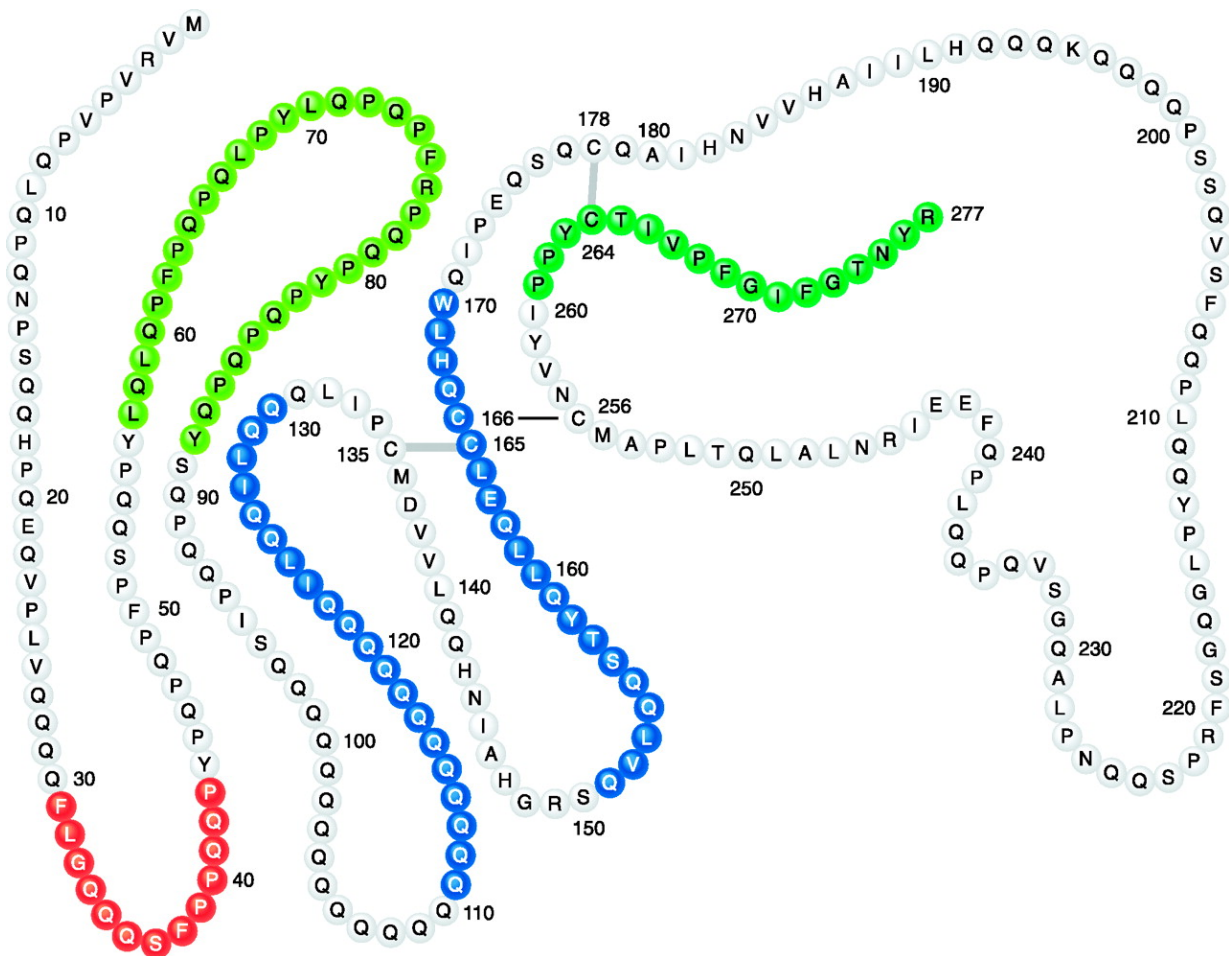 M V R V P V P Q L Q P Q N P S Q Q H P Q E Q V P L V Q Q Q Q
10 20 30
F L G Q Q Q S F P P Q Q P
40
Y P Q P Q P F P S Q Q P Y
50
L Q L Q P F P Q P Q L P Y L Q P Q P F R P Q Q P Y P Q P Q P Q Y
60 70 80
S Q P Q Q P I S Q Q Q Q Q Q Q Q Q Q Q Q Q Q
90 100 110
Q Q Q Q Q Q Q Q Q Q Q Q I L Q Q I L Q Q
120 130
Q L I P C M D V V L Q Q H N I A H G R S
135 140 150
Q V L Q Q S T Y Q L L Q E L C C Q H L W
160 165 166 170
Q I P E Q S Q C Q A I H N V V H A I I L H Q Q Q K Q Q Q Q P
178 180 190 200
S S Q V S F Q Q P L Q Q Y P L G Q G S F R P S Q Q N P L A Q
210 220 230
G S V Q P Q Q L P Q F E E I R N L A L Q T L P A M C N V Y I
240 250 256 260
P P Y C T I V P F G I F G T N Y R
264 270 277